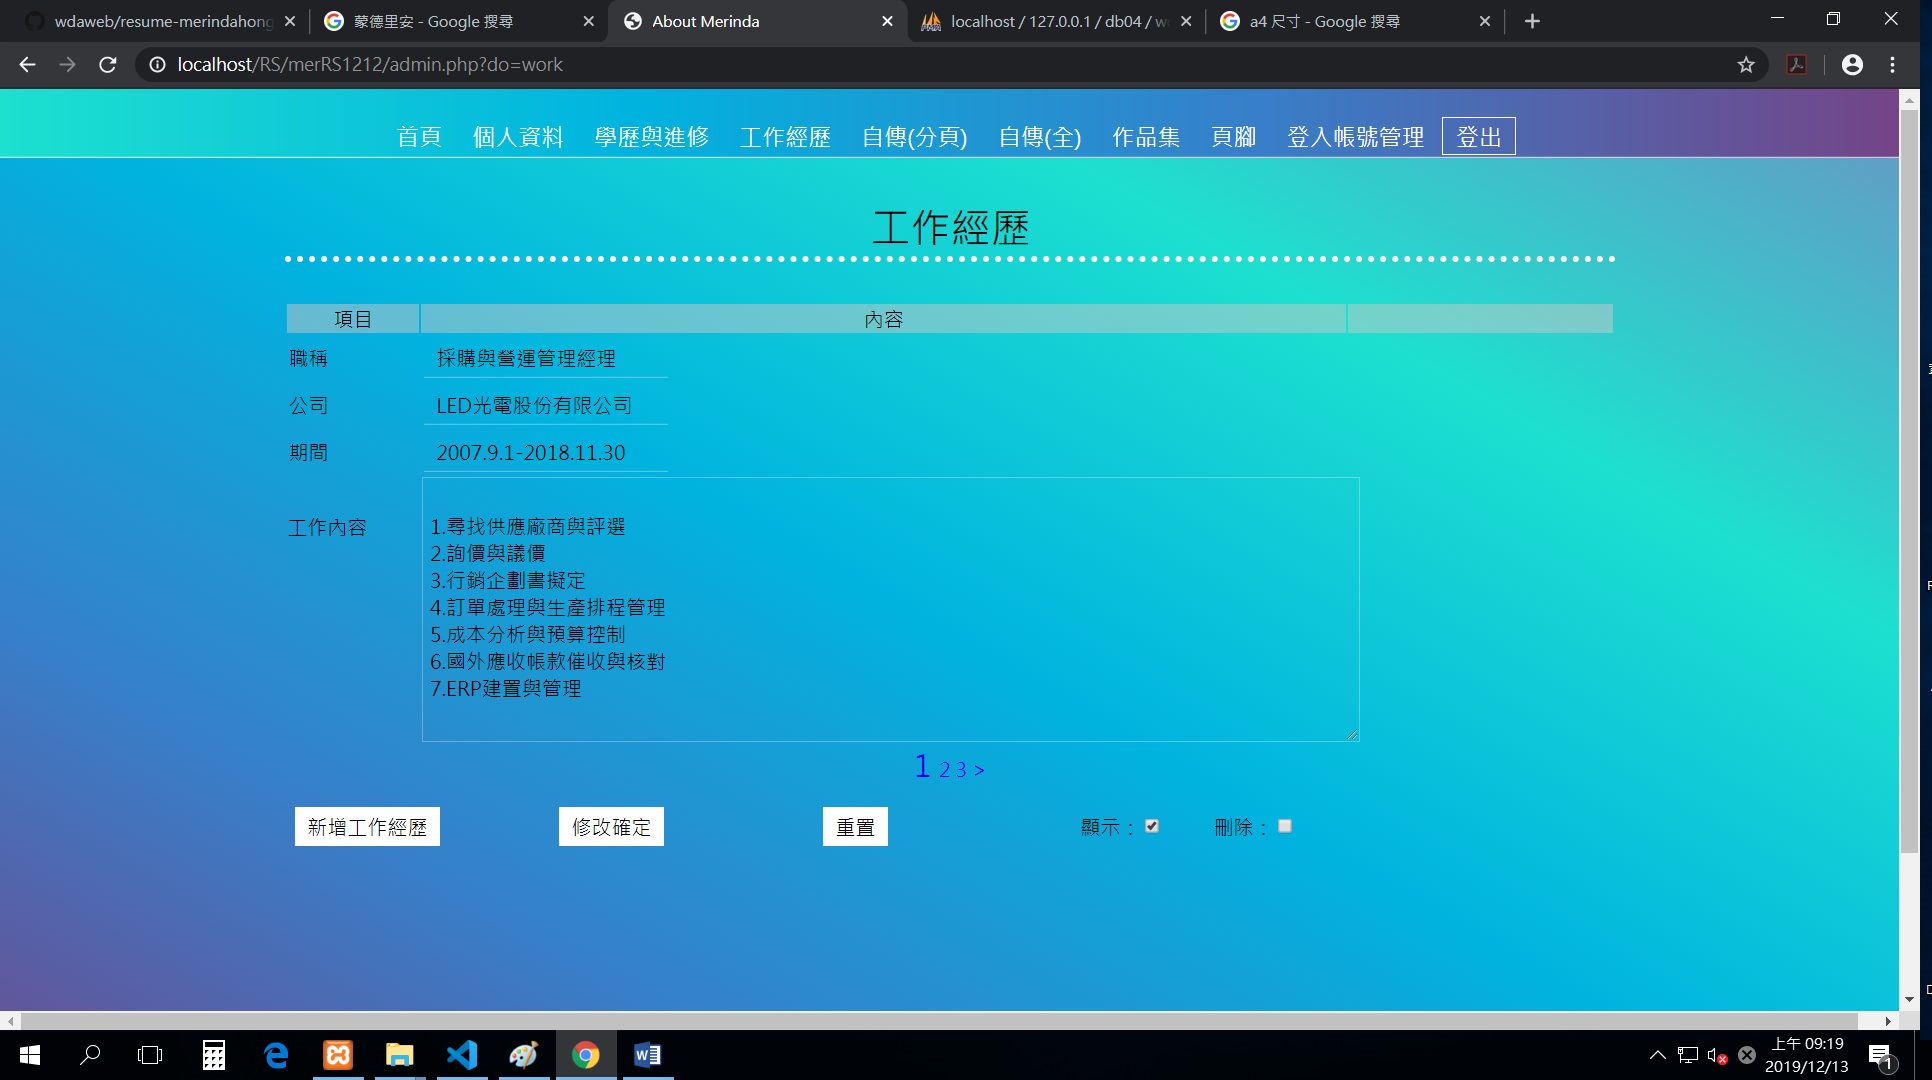 wdaweb/resume-merindahong
蒙德里安 - Google 搜尋
About Merinda
localhost / 127.0.0.1 / db04 / w
a4 尺寸 - Google 搜尋
localhost/RS/merRS1212/admin.php?do=work
首頁 個人資料 學歷與進修 工作經歷 自傳(分頁) 自傳(全) 作品集 頁腳 登入帳號管理 登出
工作經歷
項目 內容
職稱 採購與營運管理經理
公司 LED光電股份有限公司
期間 2007.9.1-2018.11.30
工作內容
1.尋找供應廠商與評選
2.詢價與議價
3.行銷企劃書擬定
4.訂單處理與生產排程管理
5.成本分析與預算控制
6.國外應收帳款催收與核對
7.ERP建置與管理
1 2 3 >
新增工作經歷 修改確定 重置 顯示： 刪除：
上午 09:19
2019/12/13
1